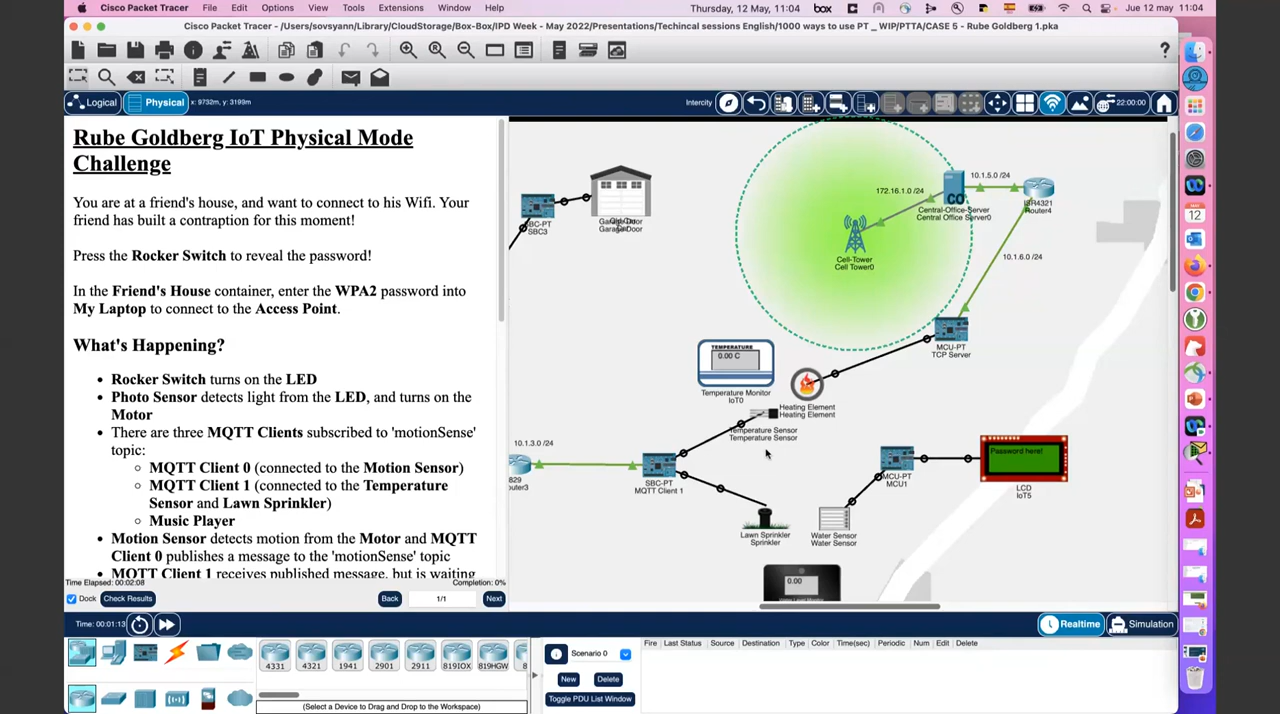 Cisco Packet Tracer File Edit Options View Tools Extensions Window Help Thursday, 12 May, 11:04 box Jue 12 may 11:04
Cisco Packet Tracer - /Users/sovsyann/Library/CloudStorage/Box-Box/IPD Week - May 2022/Presentations/Techincal sessions English/1000 ways to use PT _ WIP/PTTA/CASE 5 - Rube Goldberg 1.pka
Logical Physical x: 9732m, y: 3199m Intercity 22:00:00
Rube Goldberg IoT Physical Mode
Challenge
You are at a friend's house, and want to connect to his Wifi. Your
friend has built a contraption for this moment!
Press the Rocker Switch to reveal the password!
In the Friend's House container, enter the WPA2 password into
My Laptop to connect to the Access Point.
What's Happening?
• Rocker Switch turns on the LED
• Photo Sensor detects light from the LED, and turns on the
Motor
• There are three MQTT Clients subscribed to 'motionSense'
topic:
MQTT Client 0 (connected to the Motion Sensor)
MQTT Client 1 (connected to the Temperature
Sensor and Lawn Sprinkler)
Music Player
• Motion Sensor detects motion from the Motor and MQTT
Client 0 publishes a message to the 'motionSense' topic
• MQTT Client 1 receives published message, but is waiting
Time Elapsed: 00:02:08 Completion: 0%
Dock Check Results Back 1/1 Next
SBC-PT
SBC3
Garage Door
172.16.1.0 /24
10.1.5.0 /24
CO
Central-Office-Server
Central Office Server0
ISR4321
Router4
Cell-Tower
Cell Tower0
10.1.6.0 /24
MCU-PT
TCP Server
TEMPERATURE
0.00 C
Temperature Monitor
IoT0
Heating Element
Heating Element
Temperature Sensor
Temperature Sensor
10.1.3.0 /24
829
outer3
SBC-PT
MQTT Client 1
MCU-PT
MCU1
Password here!
LCD
IoT5
Lawn Sprinkler
Sprinkler
Water Sensor
Water Sensor
0.00
Time: 00:01:13 Realtime Simulation
4331 4321 1941 2901 2911 819IOX 819HGW 8
(Select a Device to Drag and Drop to the Workspace)
Scenario 0
New Delete
Toggle PDU List Window
Fire Last Status Source Destination Type Color Time(sec) Periodic Num Edit Delete
MAY
12